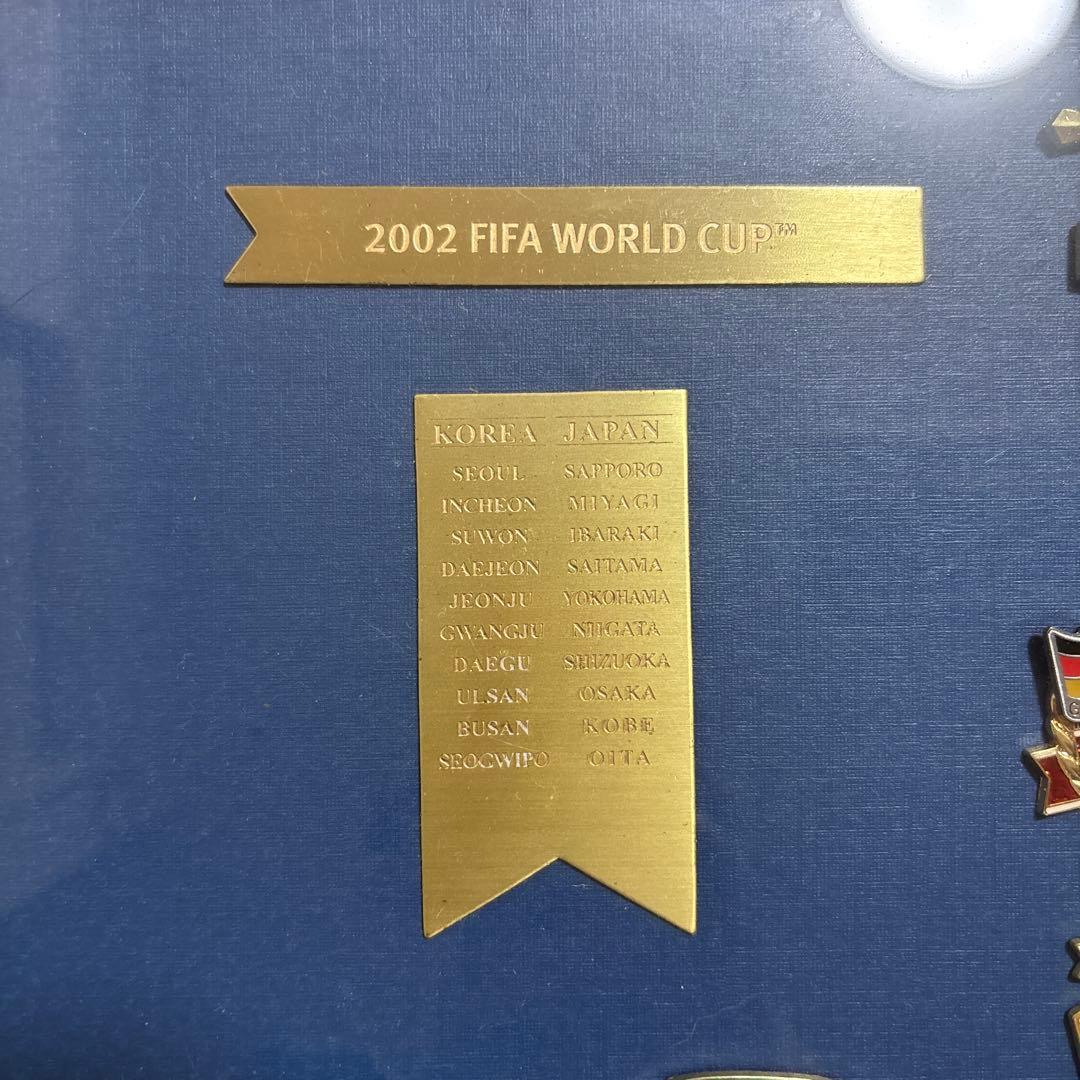 2002 FIFA WORLD CUP™
KOREA JAPAN
SEOUL SAPPORO
INCHEON MIYAGI
SUWON IBARAKI
DAEJEON SAITAMA
JEONJU YOKOHAMA
GWANGJU NIIGATA
DAEGU SHIZUOKA
ULSAN OSAKA
BUSAN KOBE
SEOGWIPO OITA
G